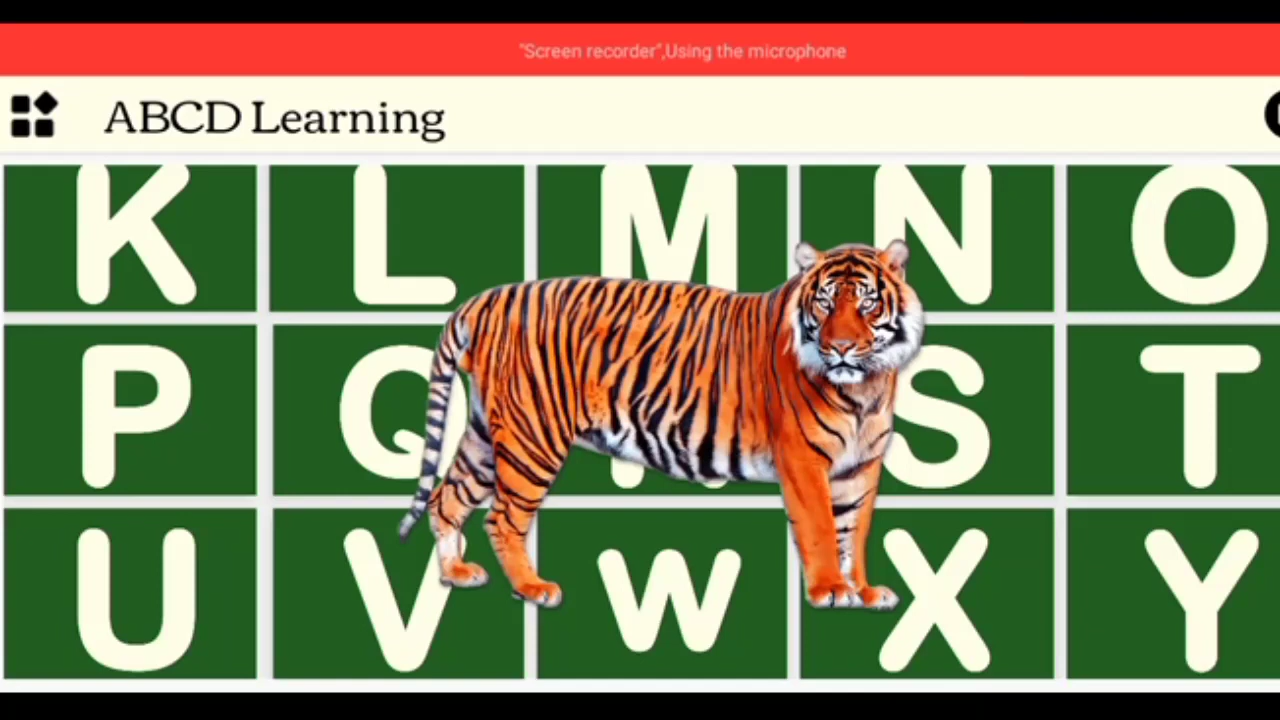 "Screen recorder",Using the microphone
ABCD Learning
K L M N O
P Q S T
U V w X Y